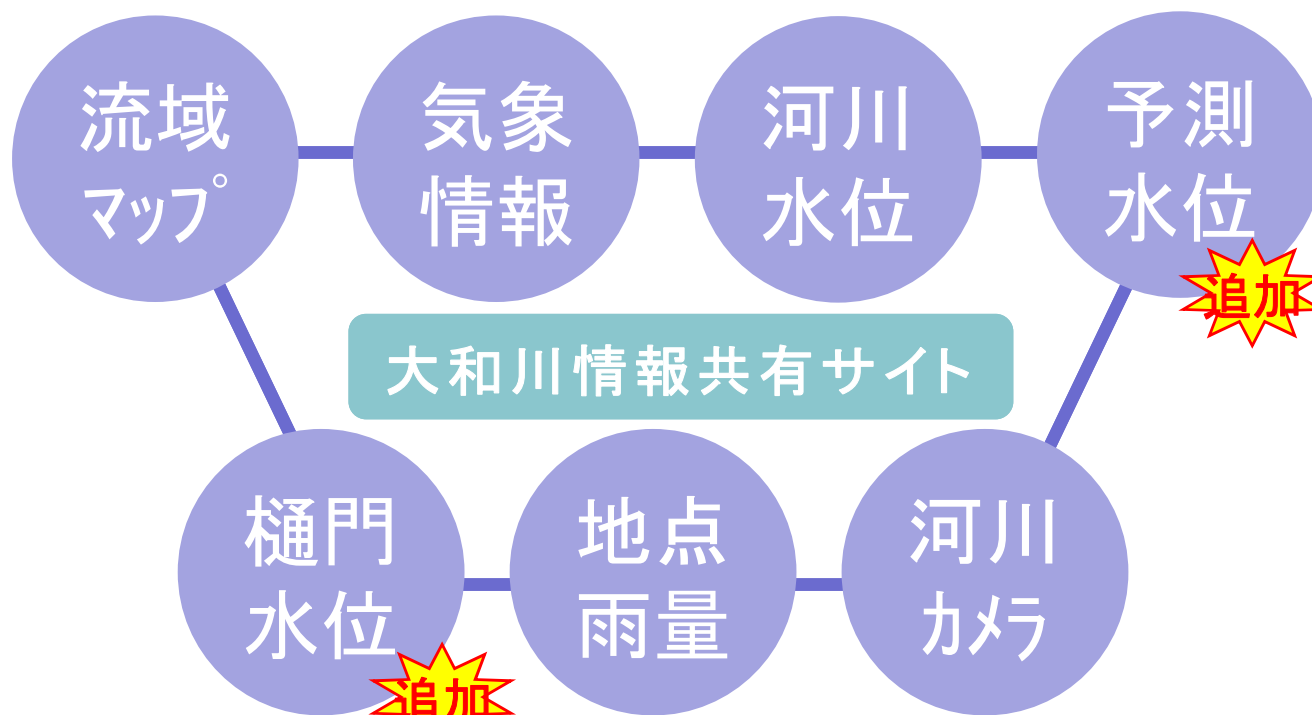 流域
ﾏｯﾌﾟ
気象
情報
河川
水位
予測
水位
追加
大和川情報共有サイト
樋門
水位
追加
地点
雨量
河川
ｶﾒﾗ